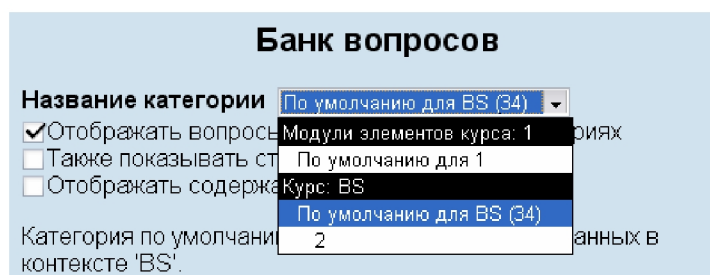 Банк вопросов
Название категории По умолчанию для BS (34)
Отображать вопросы Модули элементов курса: 1 риях
Также показывать ст По умолчанию для 1
Отображать содержа Курс: BS
По умолчанию для BS (34)
Категория по умолчани 2 анных в
контексте 'BS'.